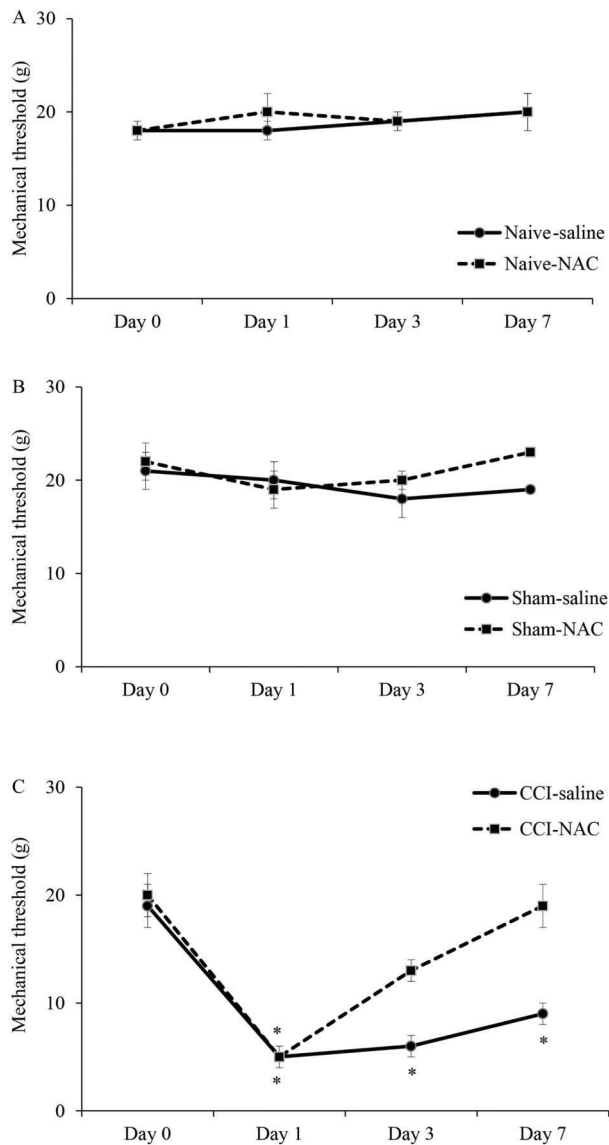 A
Mechanical threshold (g)
30
20
10
0
Naive-saline
Naive-NAC
Day 0 Day 1 Day 3 Day 7
B
Mechanical threshold (g)
30
20
10
0
Sham-saline
Sham-NAC
Day 0 Day 1 Day 3 Day 7
C
Mechanical threshold (g)
30
20
10
0
CCI-saline
CCI-NAC
*
* * *
Day 0 Day 1 Day 3 Day 7